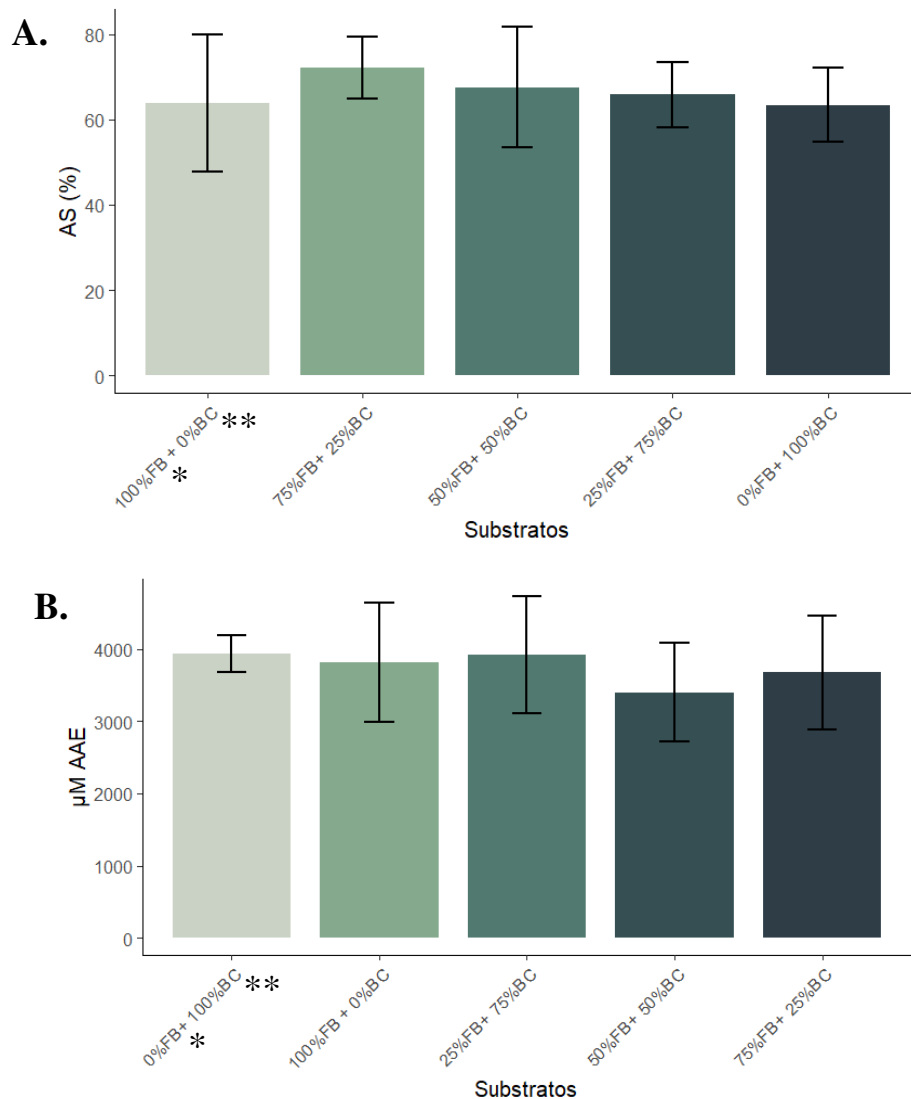 A.
AS (%)
80
60
40
20
0
100%FB + 0%BC **
*
75%FB+ 25%BC
50%FB+ 50%BC
25%FB+ 75%BC
0%FB+ 100%BC
Substratos
B.
µM AAE
4000
3000
2000
1000
0
0%FB+ 100%BC **
*
100%FB + 0%BC
25%FB+ 75%BC
50%FB+ 50%BC
75%FB+ 25%BC
Substratos